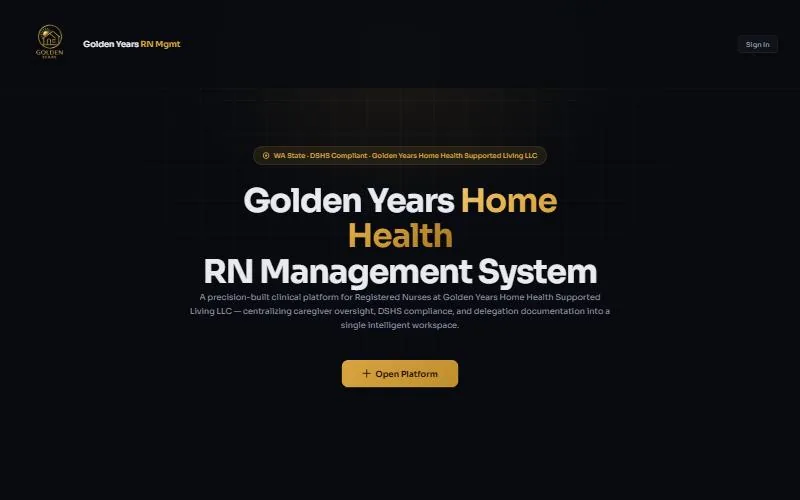 GOLDEN
YEARS
Golden Years RN Mgmt
Sign In
WA State · DSHS Compliant · Golden Years Home Health Supported Living LLC
Golden Years Home
Health
RN Management System
A precision-built clinical platform for Registered Nurses at Golden Years Home Health Supported
Living LLC — centralizing caregiver oversight, DSHS compliance, and delegation documentation into a
single intelligent workspace.
Open Platform